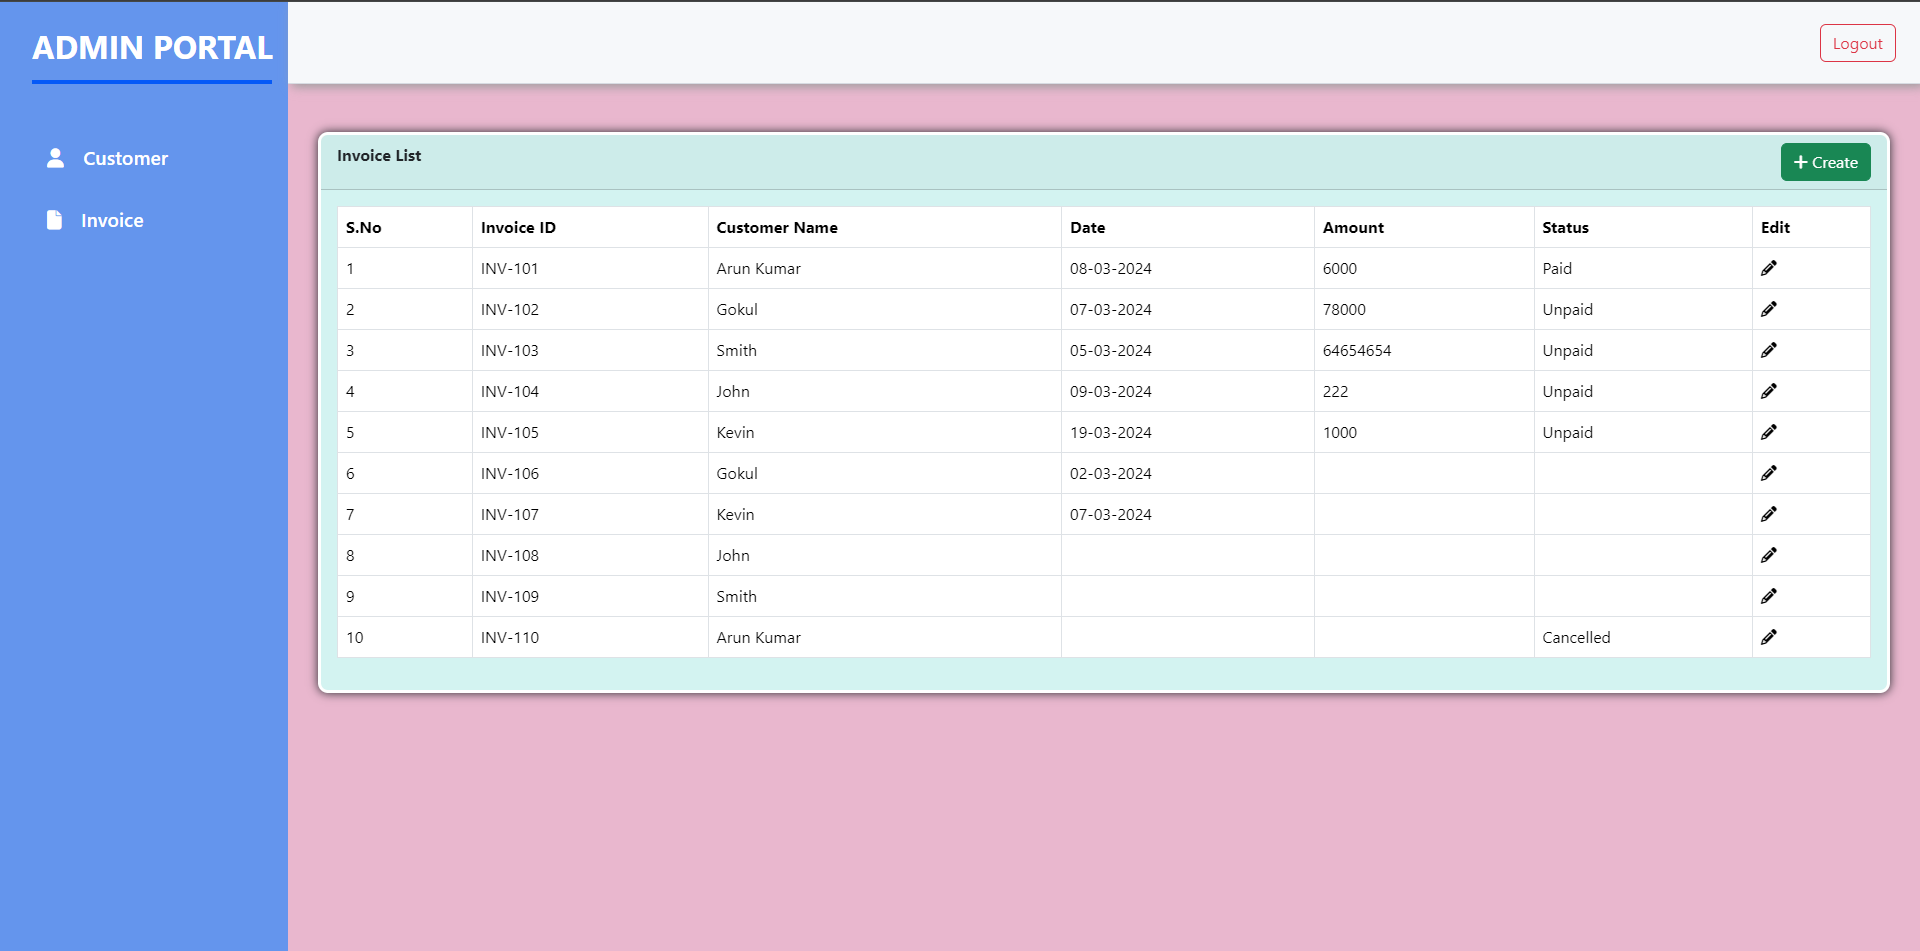 ADMIN PORTAL
Logout
Customer
Invoice
Invoice List
Create
S.No Invoice ID Customer Name Date Amount Status Edit
1 INV-101 Arun Kumar 08-03-2024 6000 Paid
2 INV-102 Gokul 07-03-2024 78000 Unpaid
3 INV-103 Smith 05-03-2024 64654654 Unpaid
4 INV-104 John 09-03-2024 222 Unpaid
5 INV-105 Kevin 19-03-2024 1000 Unpaid
6 INV-106 Gokul 02-03-2024
7 INV-107 Kevin 07-03-2024
8 INV-108 John
9 INV-109 Smith
10 INV-110 Arun Kumar Cancelled